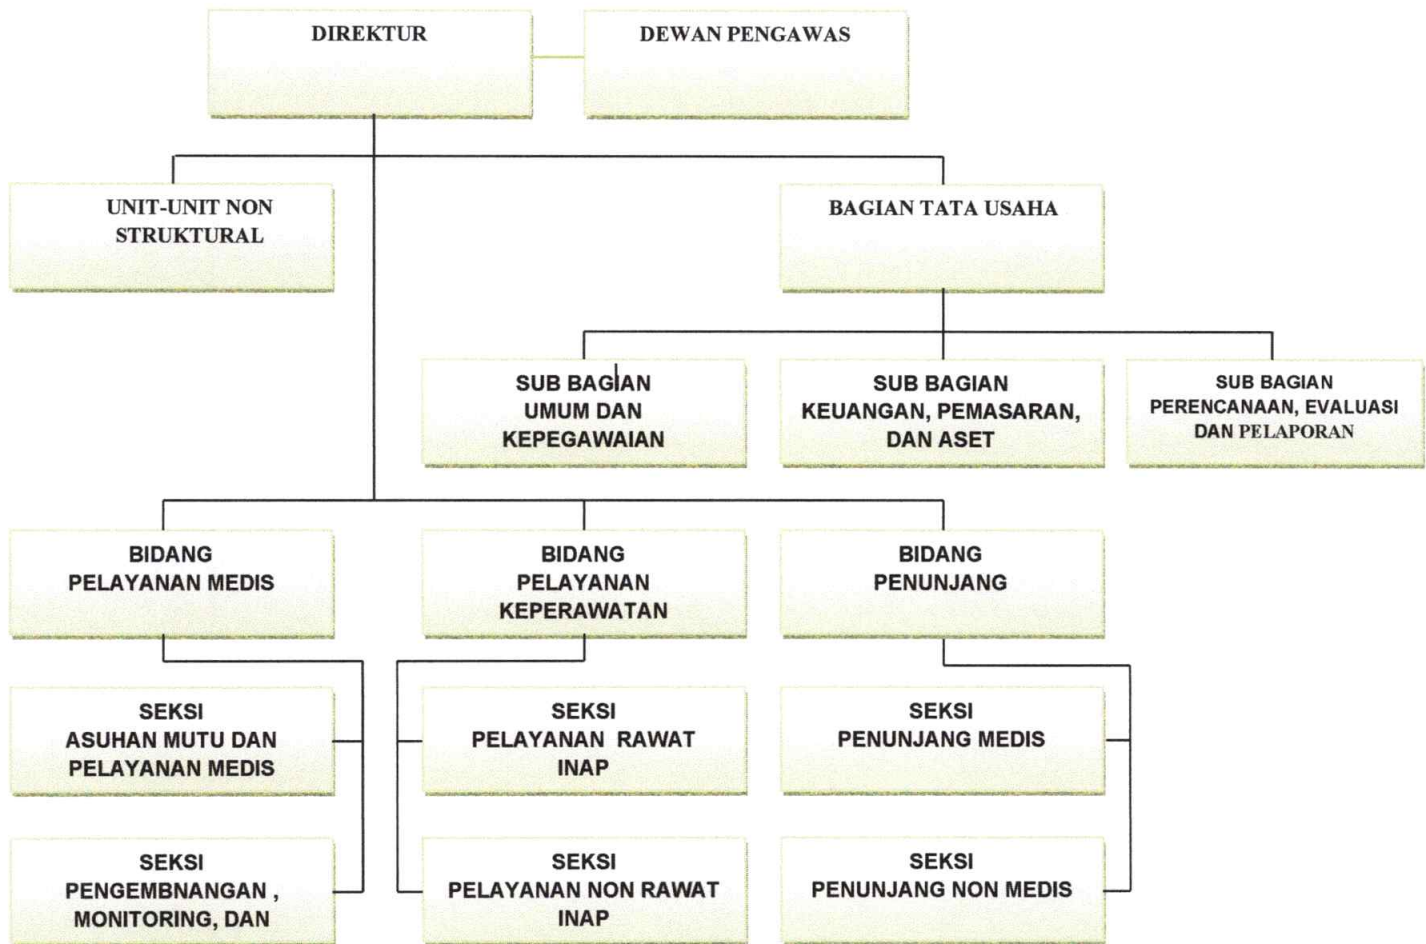 DIREKTUR
DEWAN PENGAWAS
UNIT-UNIT NON
STRUKTURAL
BAGIAN TATA USAHA
SUB BAGIAN
UMUM DAN
KEPEGAWAIAN
SUB BAGIAN
KEUANGAN, PEMASARAN,
DAN ASET
SUB BAGIAN
PERENCANAAN, EVALUASI
DAN PELAPORAN
BIDANG
PELAYANAN MEDIS
BIDANG
PELAYANAN
KEPERAWATAN
BIDANG
PENUNJANG
SEKSI
ASUHAN MUTU DAN
PELAYANAN MEDIS
SEKSI
PELAYANAN RAWAT
INAP
SEKSI
PENUNJANG MEDIS
SEKSI
PENGEMBNANGAN ,
MONITORING, DAN
SEKSI
PELAYANAN NON RAWAT
INAP
SEKSI
PENUNJANG NON MEDIS